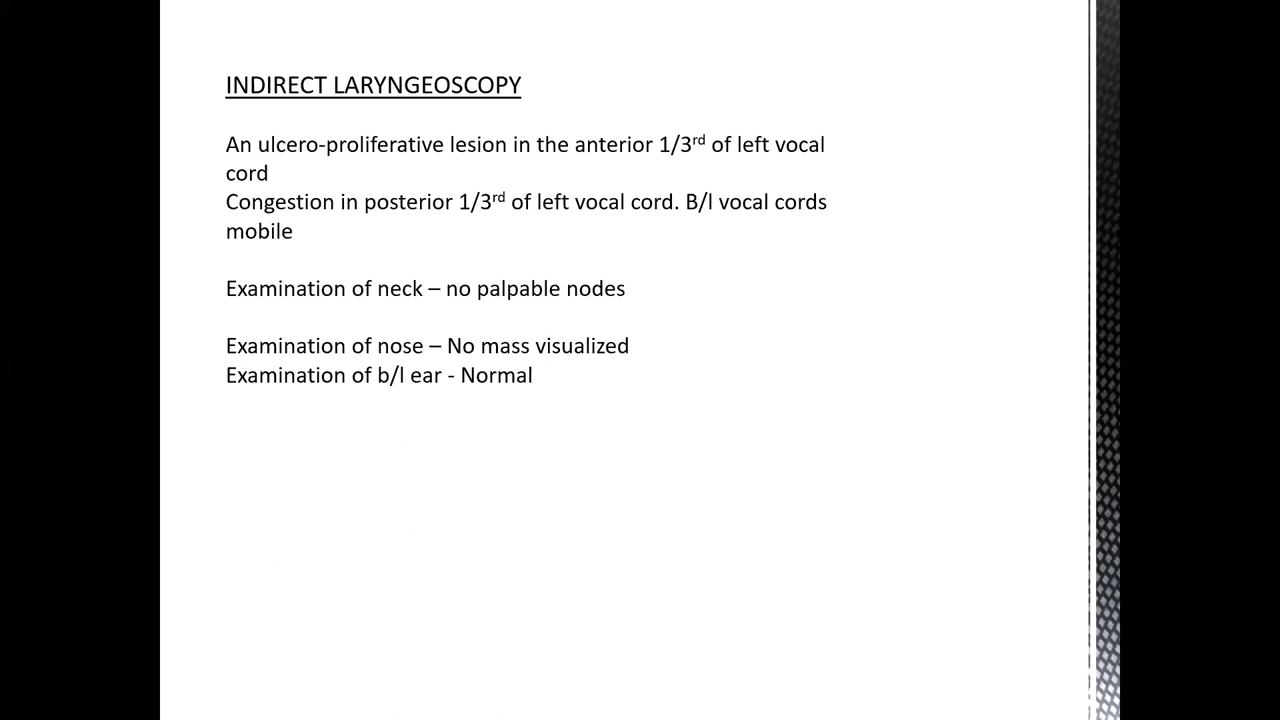 INDIRECT LARYNGEOSCOPY
An ulcero-proliferative lesion in the anterior 1/3rd of left vocal
cord
Congestion in posterior 1/3rd of left vocal cord. B/l vocal cords
mobile
Examination of neck – no palpable nodes
Examination of nose – No mass visualized
Examination of b/l ear - Normal